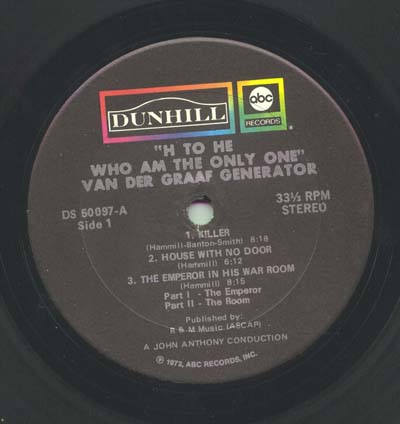 DUNHILL
abc
RECORDS
"H TO HE
WHO AM THE ONLY ONE"
VAN DER GRAAF GENERATOR
DS 50097-A
Side 1
33⅓ RPM
STEREO
1. KILLER
(Hammill-Banton-Smith) 8:18
2. HOUSE WITH NO DOOR
(Hammill) 6:12
3. THE EMPEROR IN HIS WAR ROOM
(Hammill) 8:15
Part I - The Emperor
Part II - The Room
Published by:
R & M Music (ASCAP)
A JOHN ANTHONY CONDUCTION
℗ 1972, ABC RECORDS, INC.